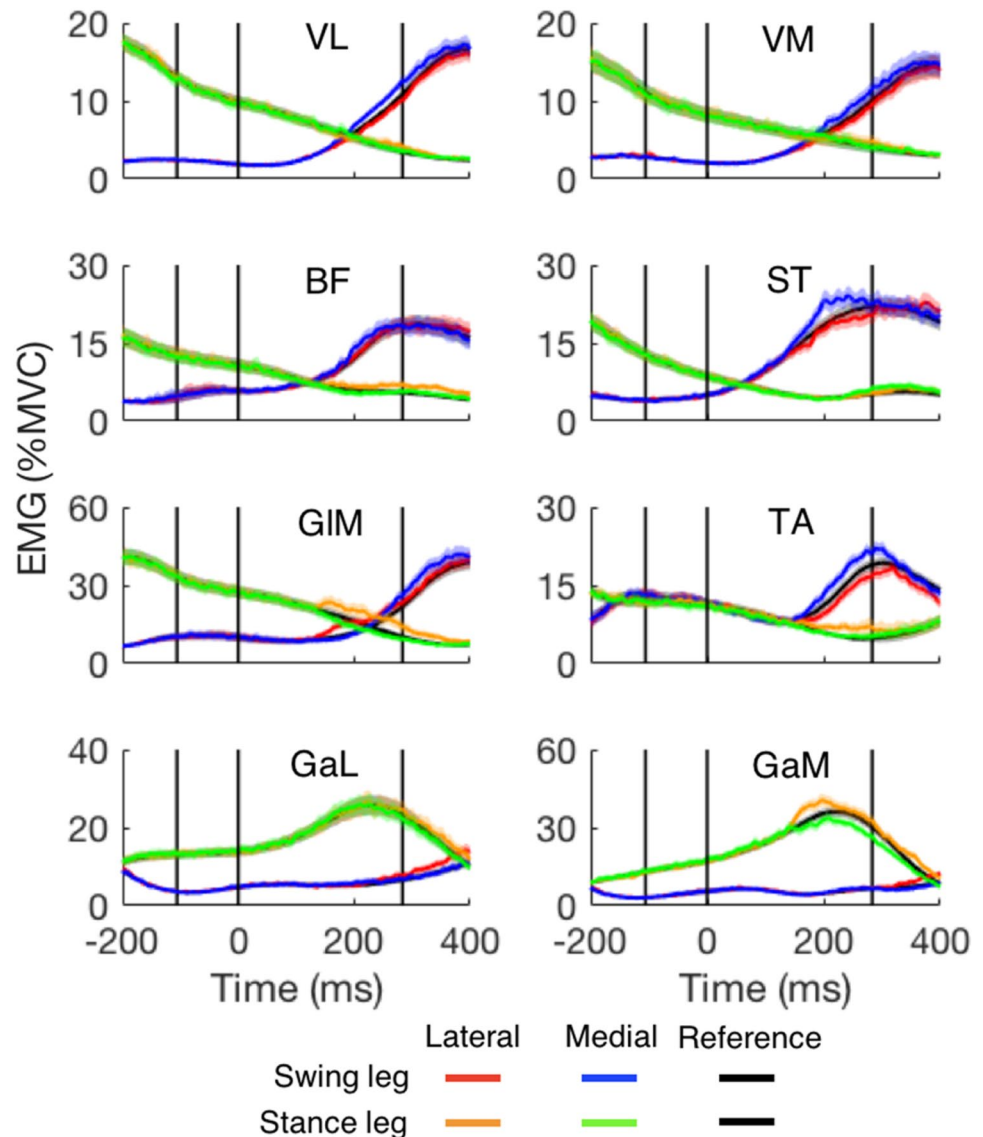 20
10
0
VL
20
10
0
VM
30
15
0
BF
30
15
0
ST
EMG (%MVC)
60
30
0
GlM
30
15
0
TA
40
20
0
GaL
60
30
0
GaM
-200 0 200 400
-200 0 200 400
Time (ms)
Time (ms)
Lateral Medial Reference
Swing leg
Stance leg